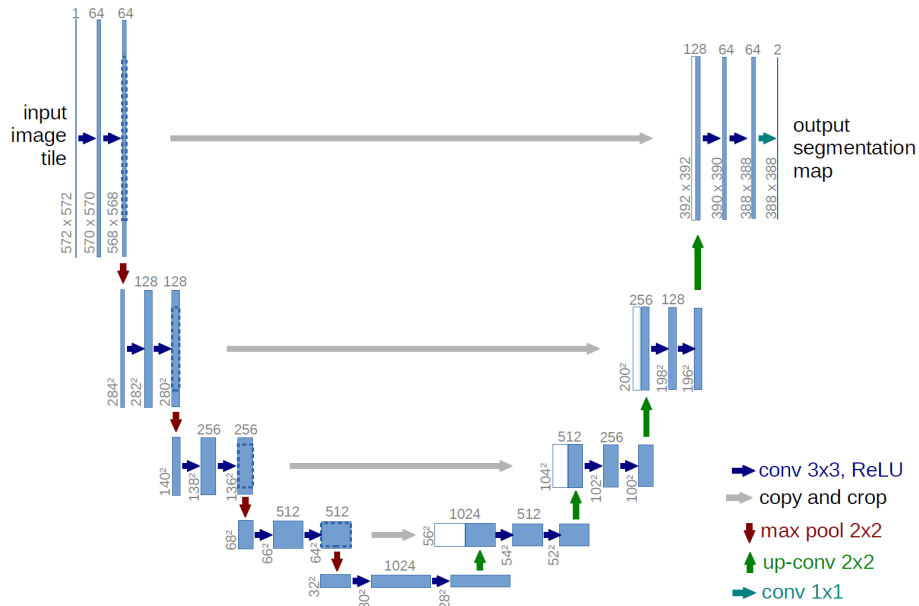 1 64 64
128 64 64 2
input
image
tile
output
segmentation
map
572 x 572
570 x 570
568 x 568
392 x 392
390 x 390
388 x 388
388 x 388
128 128
256 128
284²
282²
280²
200²
198²
196²
256 256
512 256
140²
138²
136²
104²
102²
100²
512 512
1024 512
68²
66²
64²
56²
54²
52²
1024
32²
30²
28²
conv 3x3, ReLU
copy and crop
max pool 2x2
up-conv 2x2
conv 1x1